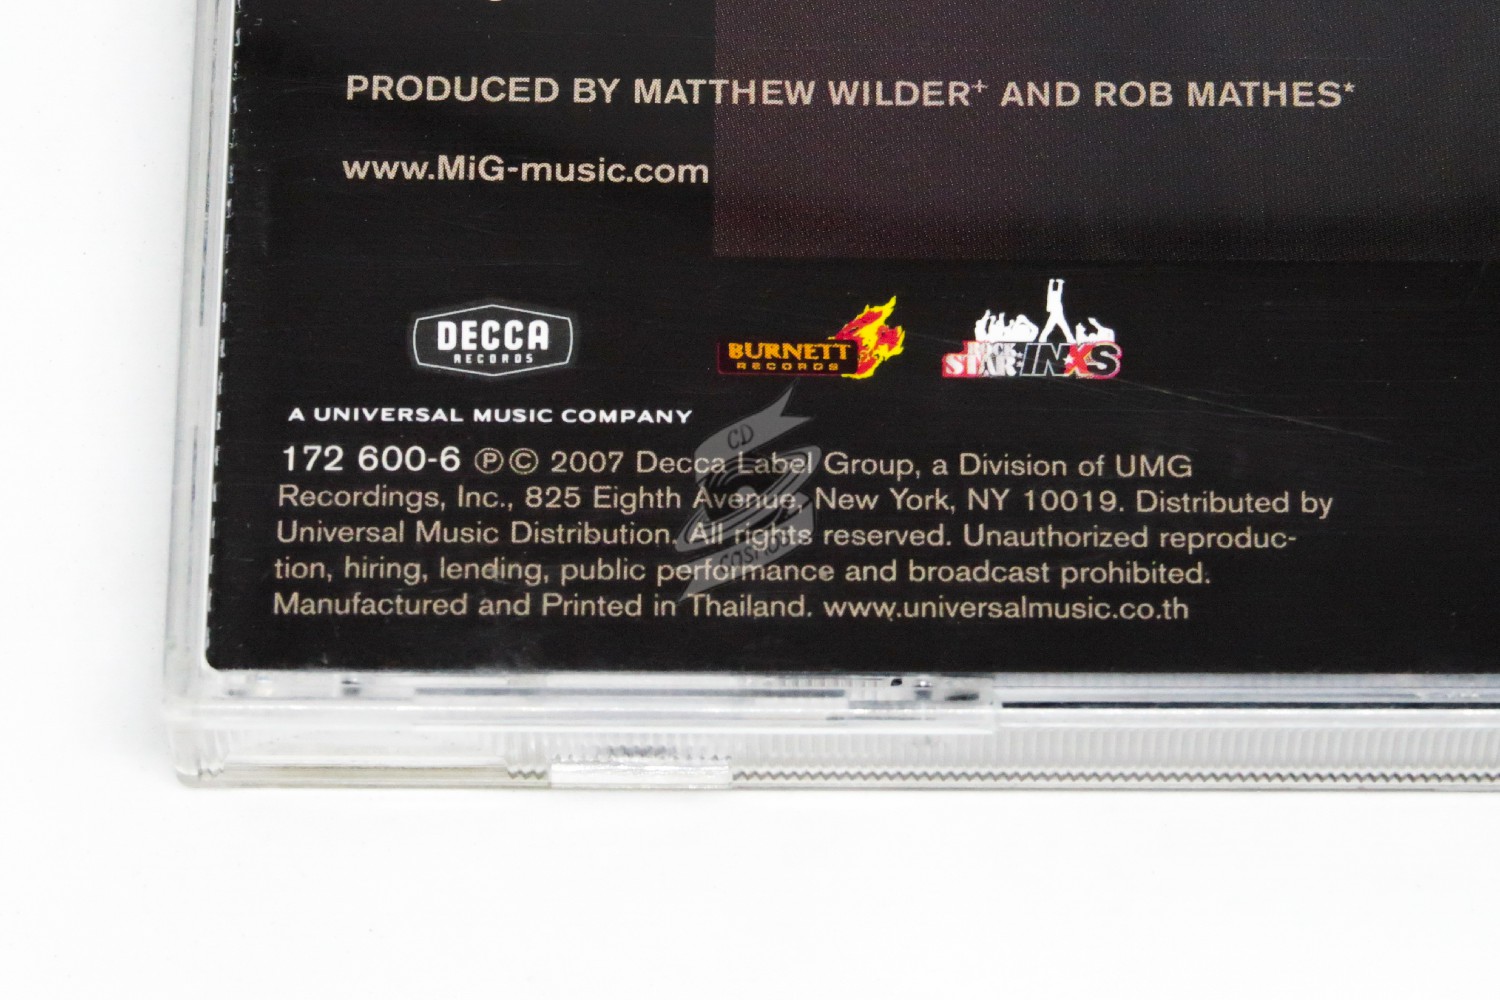 PRODUCED BY MATTHEW WILDER+ AND ROB MATHES*
www.MiG-music.com
DECCA
RECORDS
BURNETT
RECORDS
ROCK
STAR INXS
A UNIVERSAL MUSIC COMPANY
172 600-6 ℗© 2007 Decca Label Group, a Division of UMG
Recordings, Inc., 825 Eighth Avenue, New York, NY 10019. Distributed by
Universal Music Distribution. All rights reserved. Unauthorized reproduc-
tion, hiring, lending, public performance and broadcast prohibited.
Manufactured and Printed in Thailand. www.universalmusic.co.th
CD
COSMOS